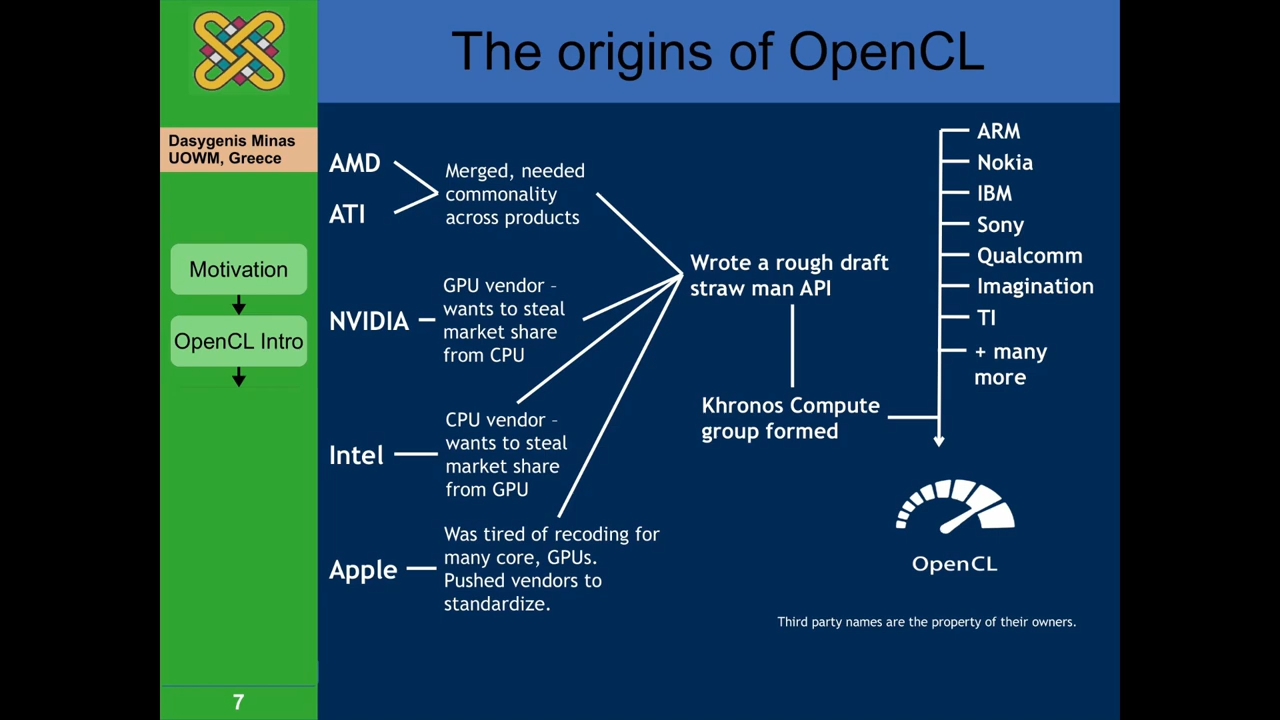 The origins of OpenCL
Dasygenis Minas
UOWM, Greece
Motivation
OpenCL Intro
7
AMD
ATI
Merged, needed
commonality
across products
NVIDIA
GPU vendor –
wants to steal
market share
from CPU
Intel
CPU vendor –
wants to steal
market share
from GPU
Apple
Was tired of recoding for
many core, GPUs.
Pushed vendors to
standardize.
Wrote a rough draft
straw man API
Khronos Compute
group formed
ARM
Nokia
IBM
Sony
Qualcomm
Imagination
TI
+ many
more
OpenCL
Third party names are the property of their owners.